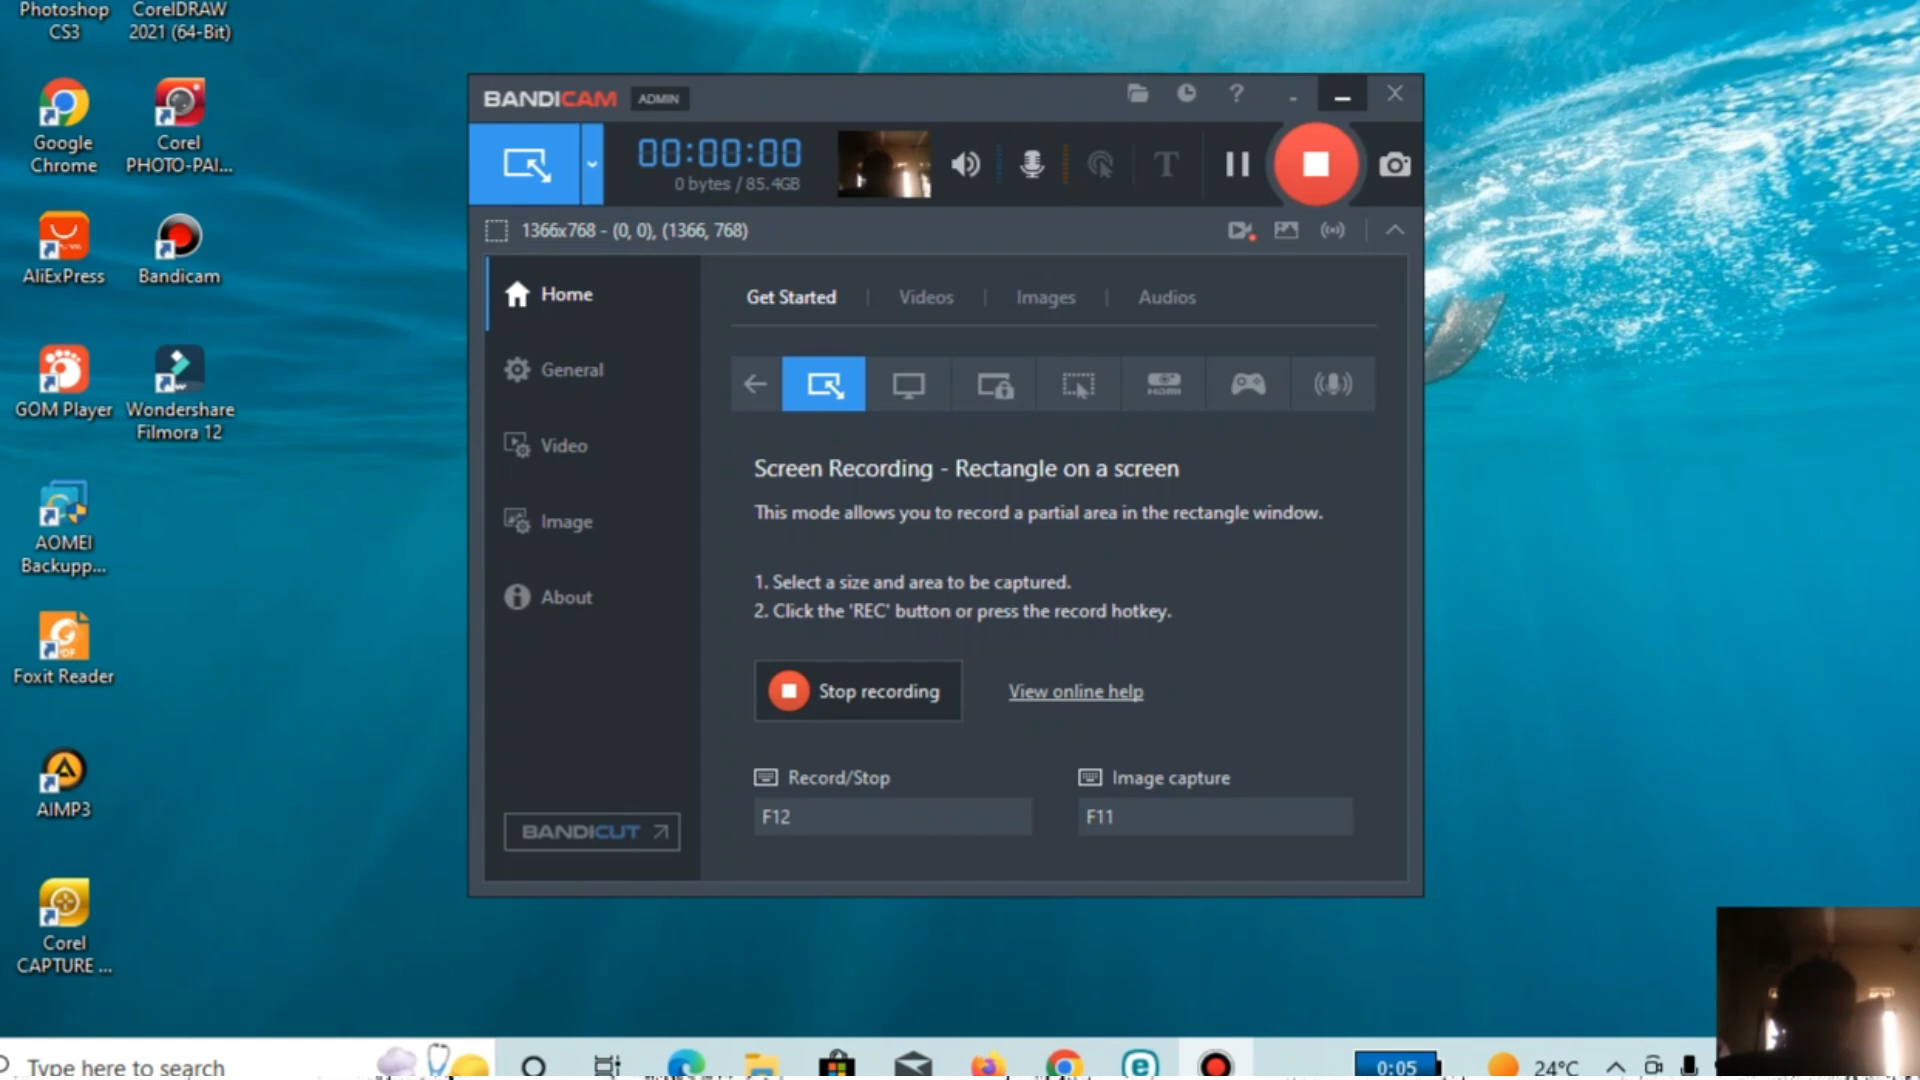 Photoshop
CS3
CorelDRAW
2021 (64-Bit)
Google
Chrome
Corel
PHOTO-PAI...
AliExPress
Bandicam
GOM Player
Wondershare
Filmora 12
AOMEI
Backupp...
Foxit Reader
AIMP3
Corel
CAPTURE ...
BANDICAM ADMIN
00:00:00
0 bytes / 85.4GB
1366x768 - (0, 0), (1366, 768)
Home
General
Video
Image
About
BANDICUT
Get Started | Videos | Images | Audios
HDMI
Screen Recording - Rectangle on a screen
This mode allows you to record a partial area in the rectangle window.
1. Select a size and area to be captured.
2. Click the 'REC' button or press the record hotkey.
Stop recording
View online help
Record/Stop
F12
Image capture
F11
Type here to search
0:05
24°C